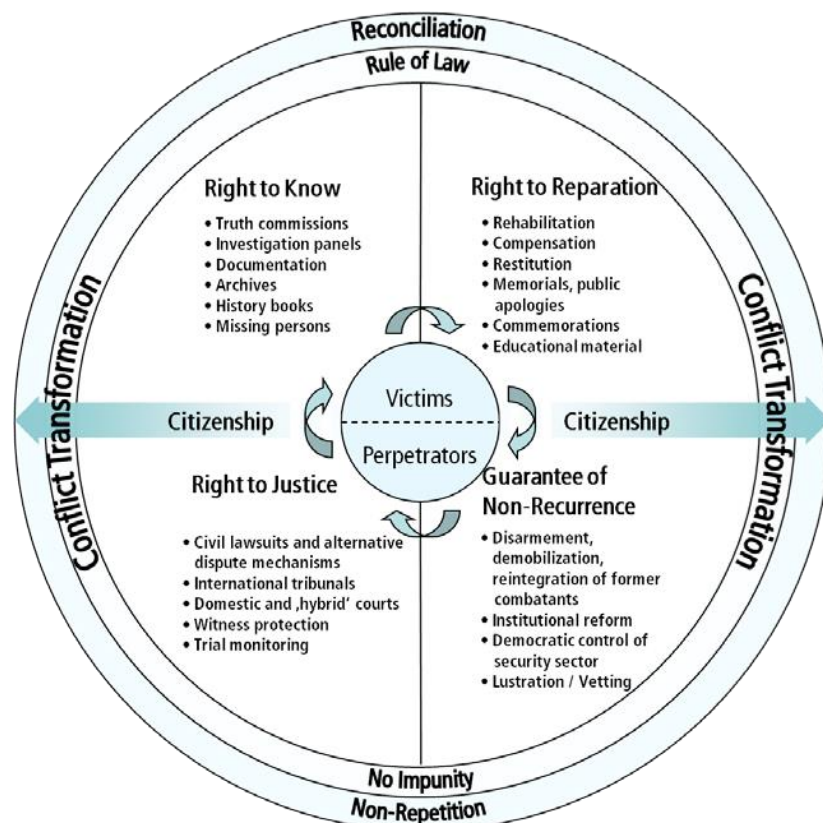 Reconciliation
Rule of Law
Right to Know
• Truth commissions
• Investigation panels
• Documentation
• Archives
• History books
• Missing persons
Right to Reparation
• Rehabilitation
• Compensation
• Restitution
• Memorials, public
apologies
• Commemorations
• Educational material
Conflict Transformation
Conflict Transformation
Citizenship
Victims
Perpetrators
Citizenship
Right to Justice
• Civil lawsuits and alternative
dispute mechanisms
• International tribunals
• Domestic and ‚hybrid' courts
• Witness protection
• Trial monitoring
Guarantee of
Non-Recurrence
• Disarmement,
demobilization,
reintegration of former
combatants
• Institutional reform
• Democratic control of
security sector
• Lustration / Vetting
No Impunity
Non-Repetition